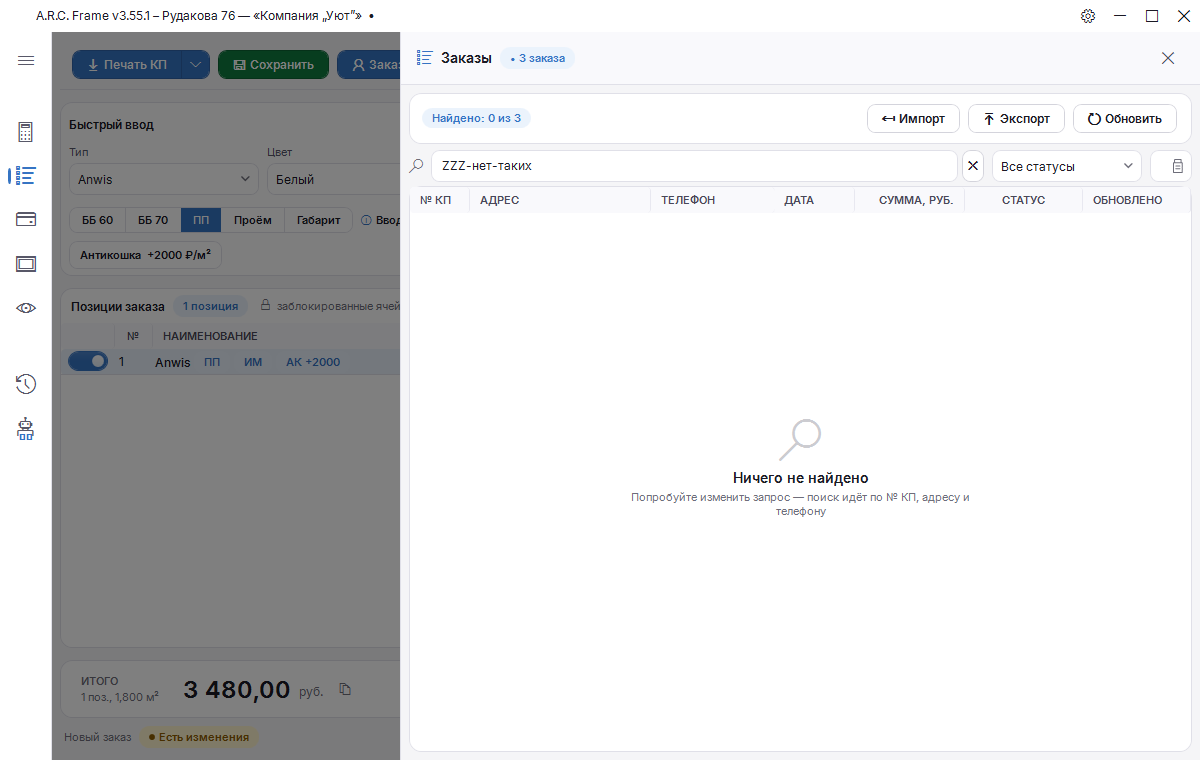 A.R.C. Frame v3.55.1 – Рудакова 76 — «Компания „Уют”» •
Печать КП
Сохранить
Зака
Быстрый ввод
Тип
Цвет
Anwis
Белый
ББ 60
ББ 70
ПП
Проём
Габарит
Ввод
Антикошка +2000 ₽/м²
Позиции заказа
1 позиция
заблокированные ячей
№
НАИМЕНОВАНИЕ
1
Anwis
ПП
ИМ
АК +2000
ИТОГО
1 поз., 1,800 м²
3 480,00 руб.
Новый заказ
• Есть изменения
Заказы
• 3 заказа
Найдено: 0 из 3
Импорт
Экспорт
Обновить
ZZZ-нет-таких
Все статусы
№ КП
АДРЕС
ТЕЛЕФОН
ДАТА
СУММА, РУБ.
СТАТУС
ОБНОВЛЕНО
Ничего не найдено
Попробуйте изменить запрос — поиск идёт по № КП, адресу и
телефону